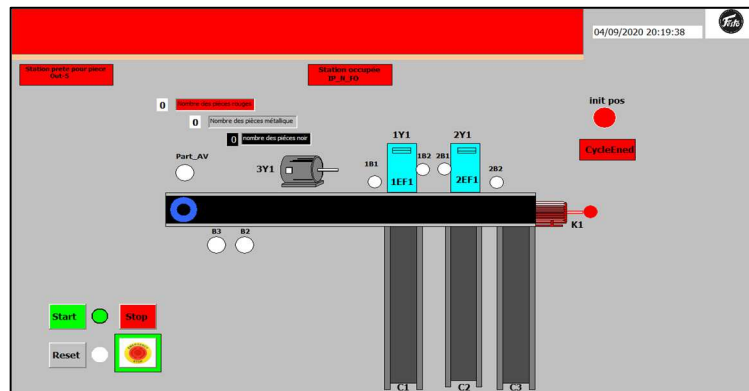 04/09/2020 20:19:38
Festo
Station prete pour piece
Out-5
Station occupée
IP_N_FO
0 Nombre des pièces rouges
0 Nombre des pièces métallique
0 nombre des pièces noir
init pos
CycleEned
1Y1
2Y1
Part_AV
3Y1
1B1
1B2
2B1
2B2
1EF1
2EF1
K1
B3
B2
Start
Stop
Reset
C1
C2
C3